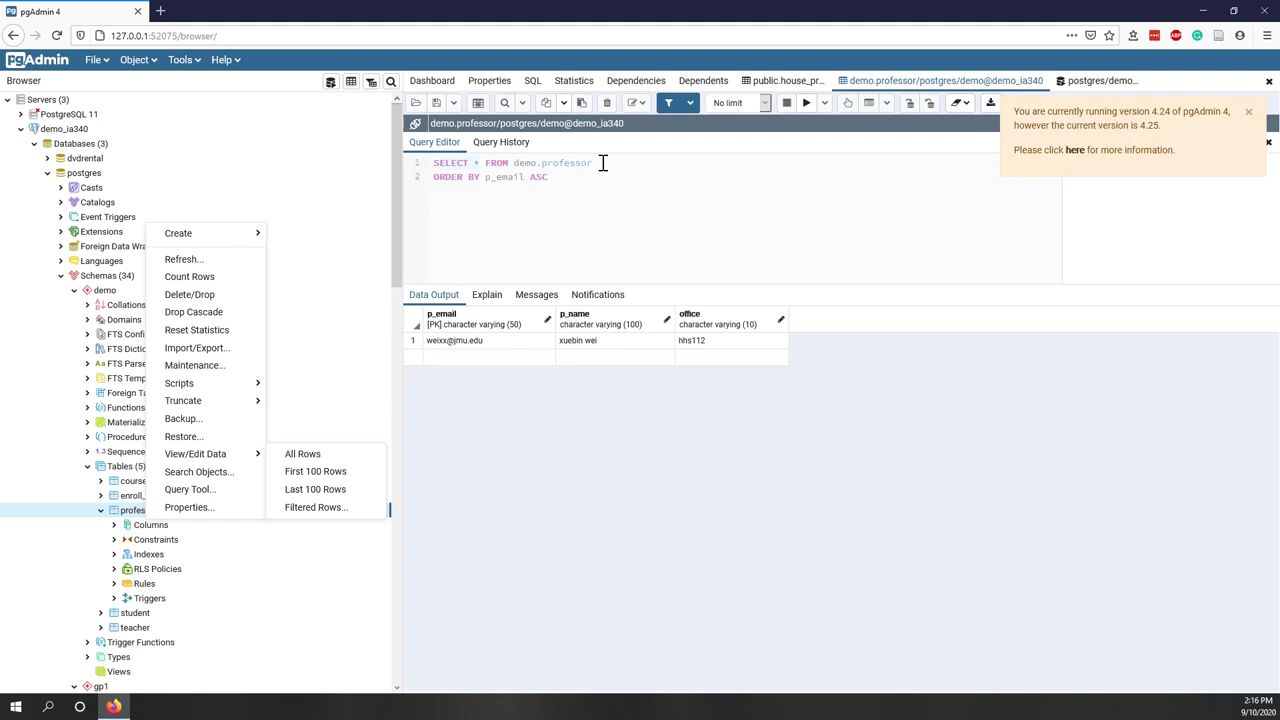 pgAdmin 4
127.0.0.1:52075/browser/
pgAdmin File Object Tools Help
Browser
Dashboard Properties SQL Statistics Dependencies Dependents public.house_pr... demo.professor/postgres/demo@demo_ia340 postgres/demo...
Servers (3)
PostgreSQL 11
demo_ia340
Databases (3)
dvdrental
postgres
Casts
Catalogs
Event Triggers
Extensions
Foreign Data Wra
Languages
Schemas (34)
demo
Collations
Domains
FTS Confi
FTS Dictic
FTS Parse
FTS Temp
Foreign Ta
Functions
Materializ
Procedure
Sequence
Tables (5)
course
enroll_
profes
Columns
Constraints
Indexes
RLS Policies
Rules
Triggers
student
teacher
Trigger Functions
Types
Views
gp1
Create
Refresh...
Count Rows
Delete/Drop
Drop Cascade
Reset Statistics
Import/Export...
Maintenance...
Scripts
Truncate
Backup...
Restore...
View/Edit Data
Search Objects...
Query Tool...
Properties...
All Rows
First 100 Rows
Last 100 Rows
Filtered Rows...
No limit
demo.professor/postgres/demo@demo_ia340
Query Editor Query History
1 SELECT * FROM demo.professor
2 ORDER BY p_email ASC
You are currently running version 4.24 of pgAdmin 4,
however the current version is 4.25.
Please click here for more information.
Data Output Explain Messages Notifications
p_email p_name office
[PK] character varying (50) character varying (100) character varying (10)
1 weixx@jmu.edu xuebin wei hhs112
2:16 PM
9/10/2020